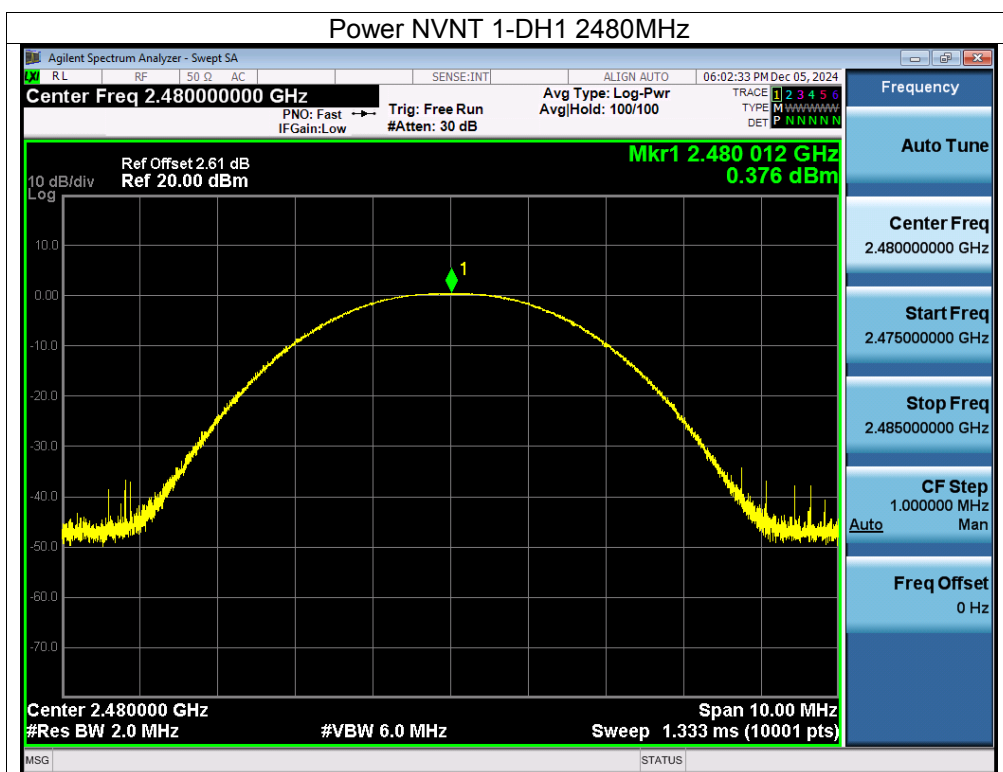 Power NVNT 1-DH1 2480MHz
Agilent Spectrum Analyzer - Swept SA
LXI RL RF 50 Ω AC SENSE:INT ALIGN AUTO 06:02:33 PM Dec 05, 2024
Center Freq 2.480000000 GHz
PNO: Fast
IFGain:Low
Trig: Free Run
#Atten: 30 dB
Avg Type: Log-Pwr
Avg|Hold: 100/100
TRACE 1 2 3 4 5 6
TYPE M WWWWW
DET P N N N N N
Ref Offset 2.61 dB
Ref 20.00 dBm
10 dB/div
Log
Mkr1 2.480 012 GHz
0.376 dBm
1
10.0
0.00
-10.0
-20.0
-30.0
-40.0
-50.0
-60.0
-70.0
Center 2.480000 GHz
Span 10.00 MHz
#Res BW 2.0 MHz
#VBW 6.0 MHz
Sweep 1.333 ms (10001 pts)
MSG
STATUS
Frequency
Auto Tune
Center Freq
2.480000000 GHz
Start Freq
2.475000000 GHz
Stop Freq
2.485000000 GHz
CF Step
1.000000 MHz
Auto Man
Freq Offset
0 Hz